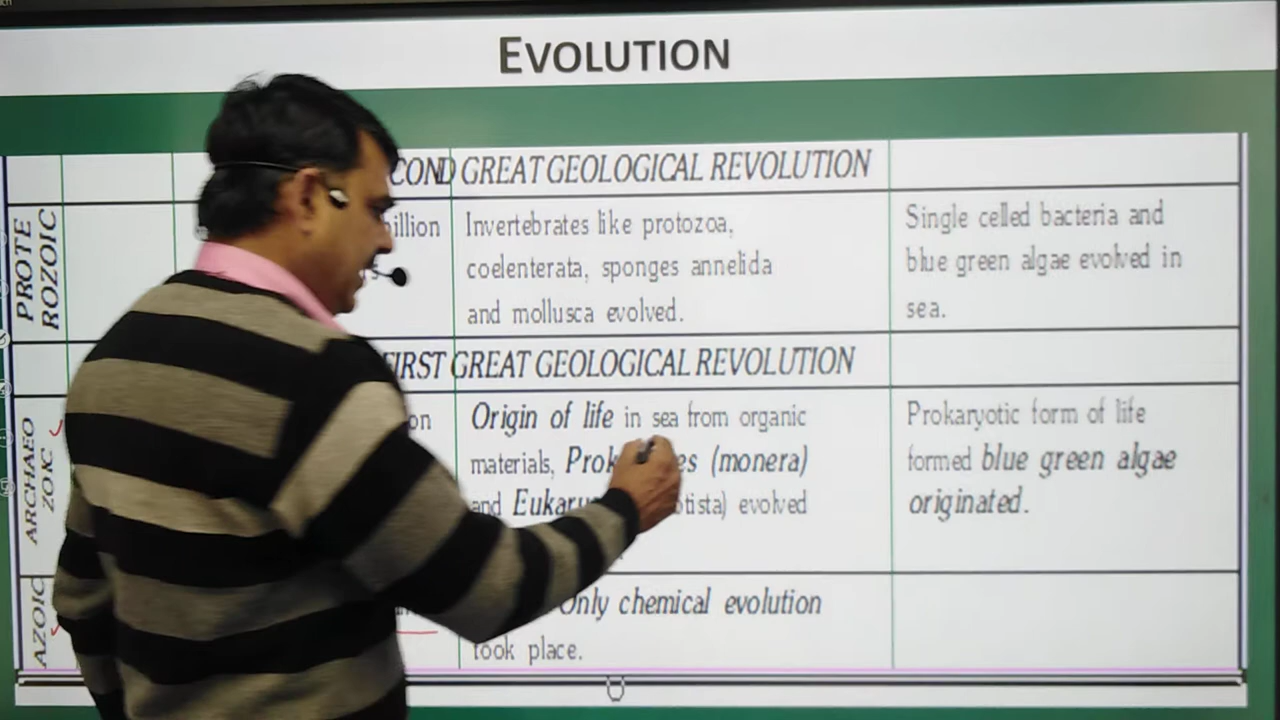 EVOLUTION
GREAT GEOLOGICAL REVOLUTION
PROTE
ROZOIC
Invertebrates like protozoa,
coelenterata, sponges annelida
and mollusca evolved.
Single celled bacteria and
blue green algae evolved in
sea.
FIRST GREAT GEOLOGICAL REVOLUTION
ARCHAEO
ZOIC
Origin of life in sea from organic
materials, (monera)
and evolved
Prokaryotic form of life
formed blue green algae
originated.
AZOIC
Only chemical evolution
took place.